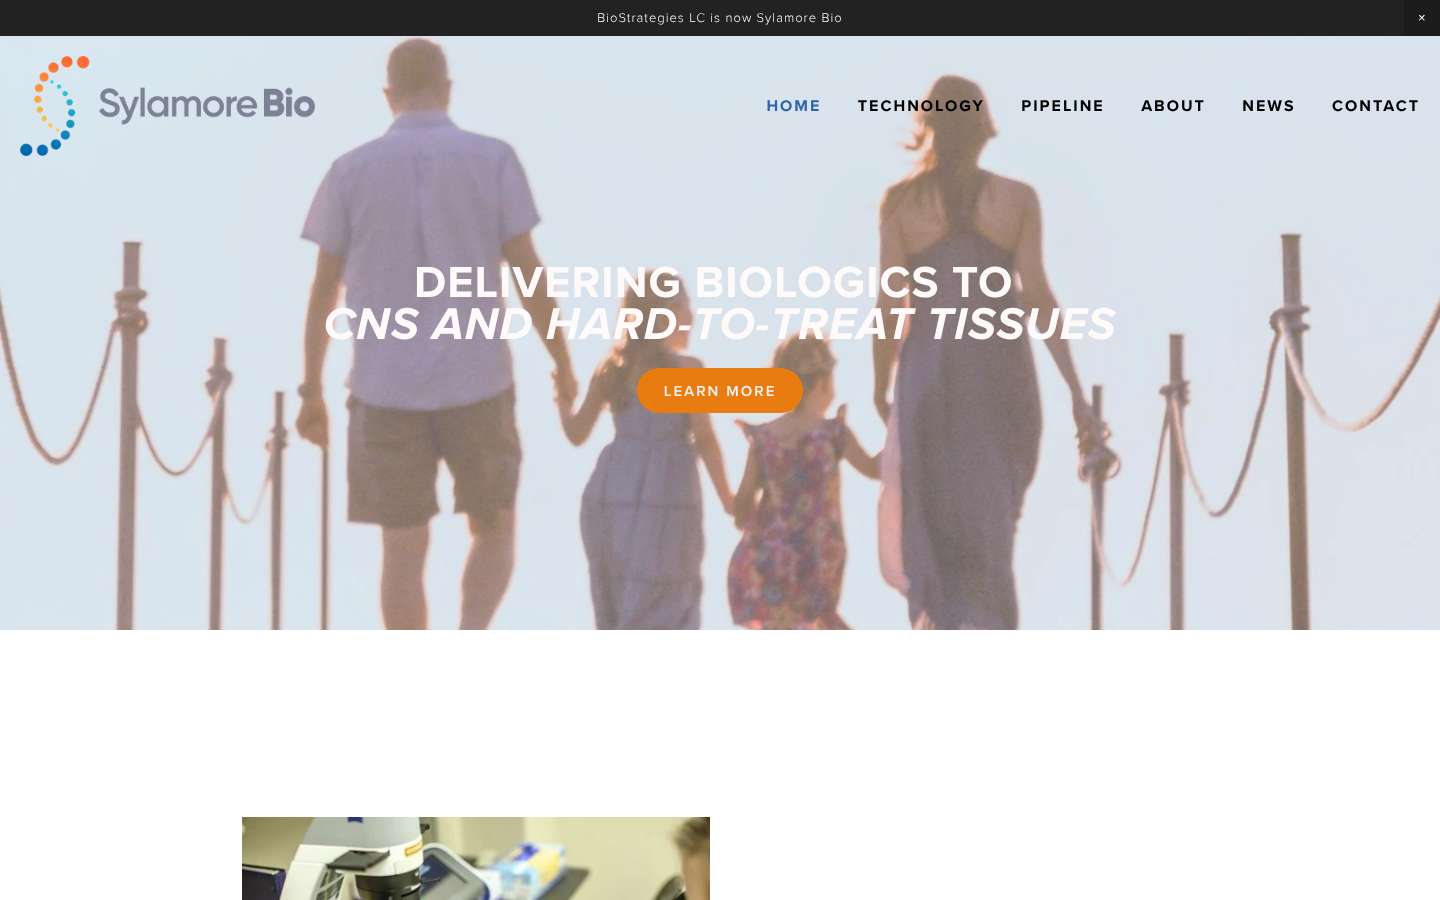 BioStrategies LC is now Sylamore Bio
×
Sylamore Bio
HOME
TECHNOLOGY
PIPELINE
ABOUT
NEWS
CONTACT
DELIVERING BIOLOGICS TO
CNS AND HARD-TO-TREAT TISSUES
LEARN MORE